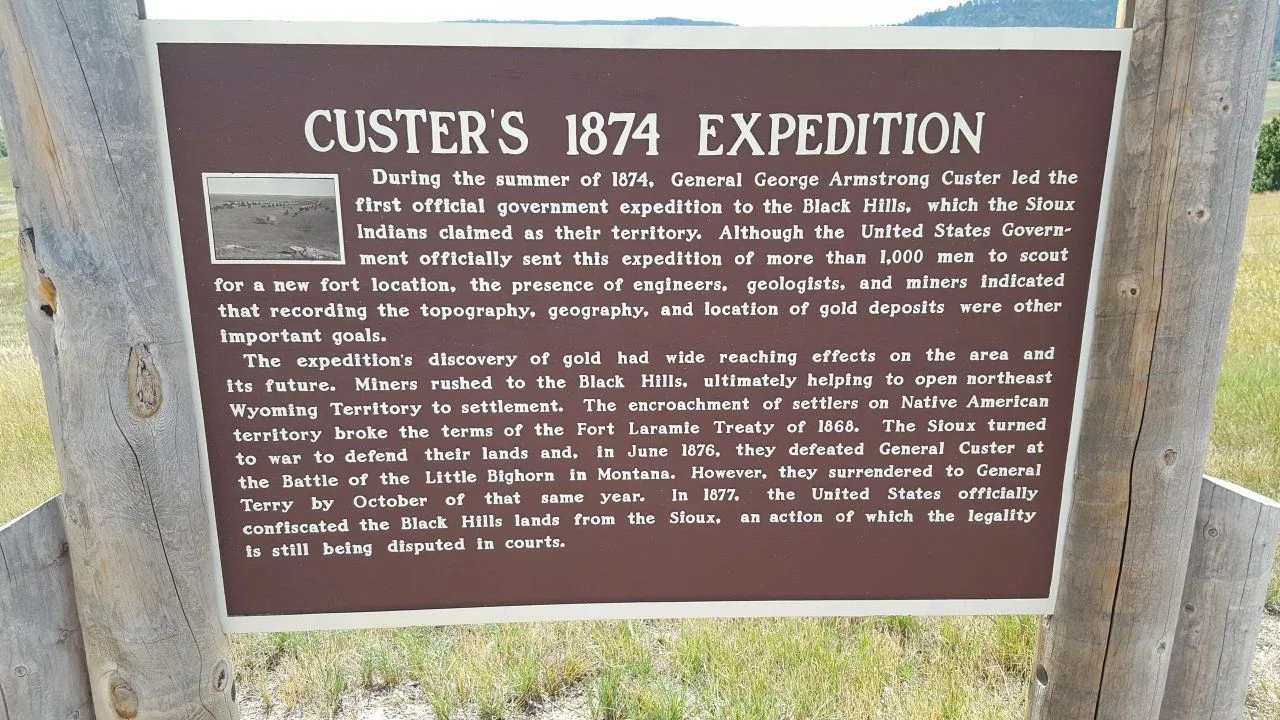 CUSTER'S 1874 EXPEDITION
During the summer of 1874, General George Armstrong Custer led the
first official government expedition to the Black Hills, which the Sioux
Indians claimed as their territory. Although the United States Govern-
ment officially sent this expedition of more than 1,000 men to scout
for a new fort location, the presence of engineers, geologists, and miners indicated
that recording the topography, geography, and location of gold deposits were other
important goals.
The expedition's discovery of gold had wide reaching effects on the area and
its future. Miners rushed to the Black Hills, ultimately helping to open northeast
Wyoming Territory to settlement. The encroachment of settlers on Native American
territory broke the terms of the Fort Laramie Treaty of 1868. The Sioux turned
to war to defend their lands and, in June 1876, they defeated General Custer at
the Battle of the Little Bighorn in Montana. However, they surrendered to General
Terry by October of that same year. In 1877, the United States officially
confiscated the Black Hills lands from the Sioux, an action of which the legality
is still being disputed in courts.